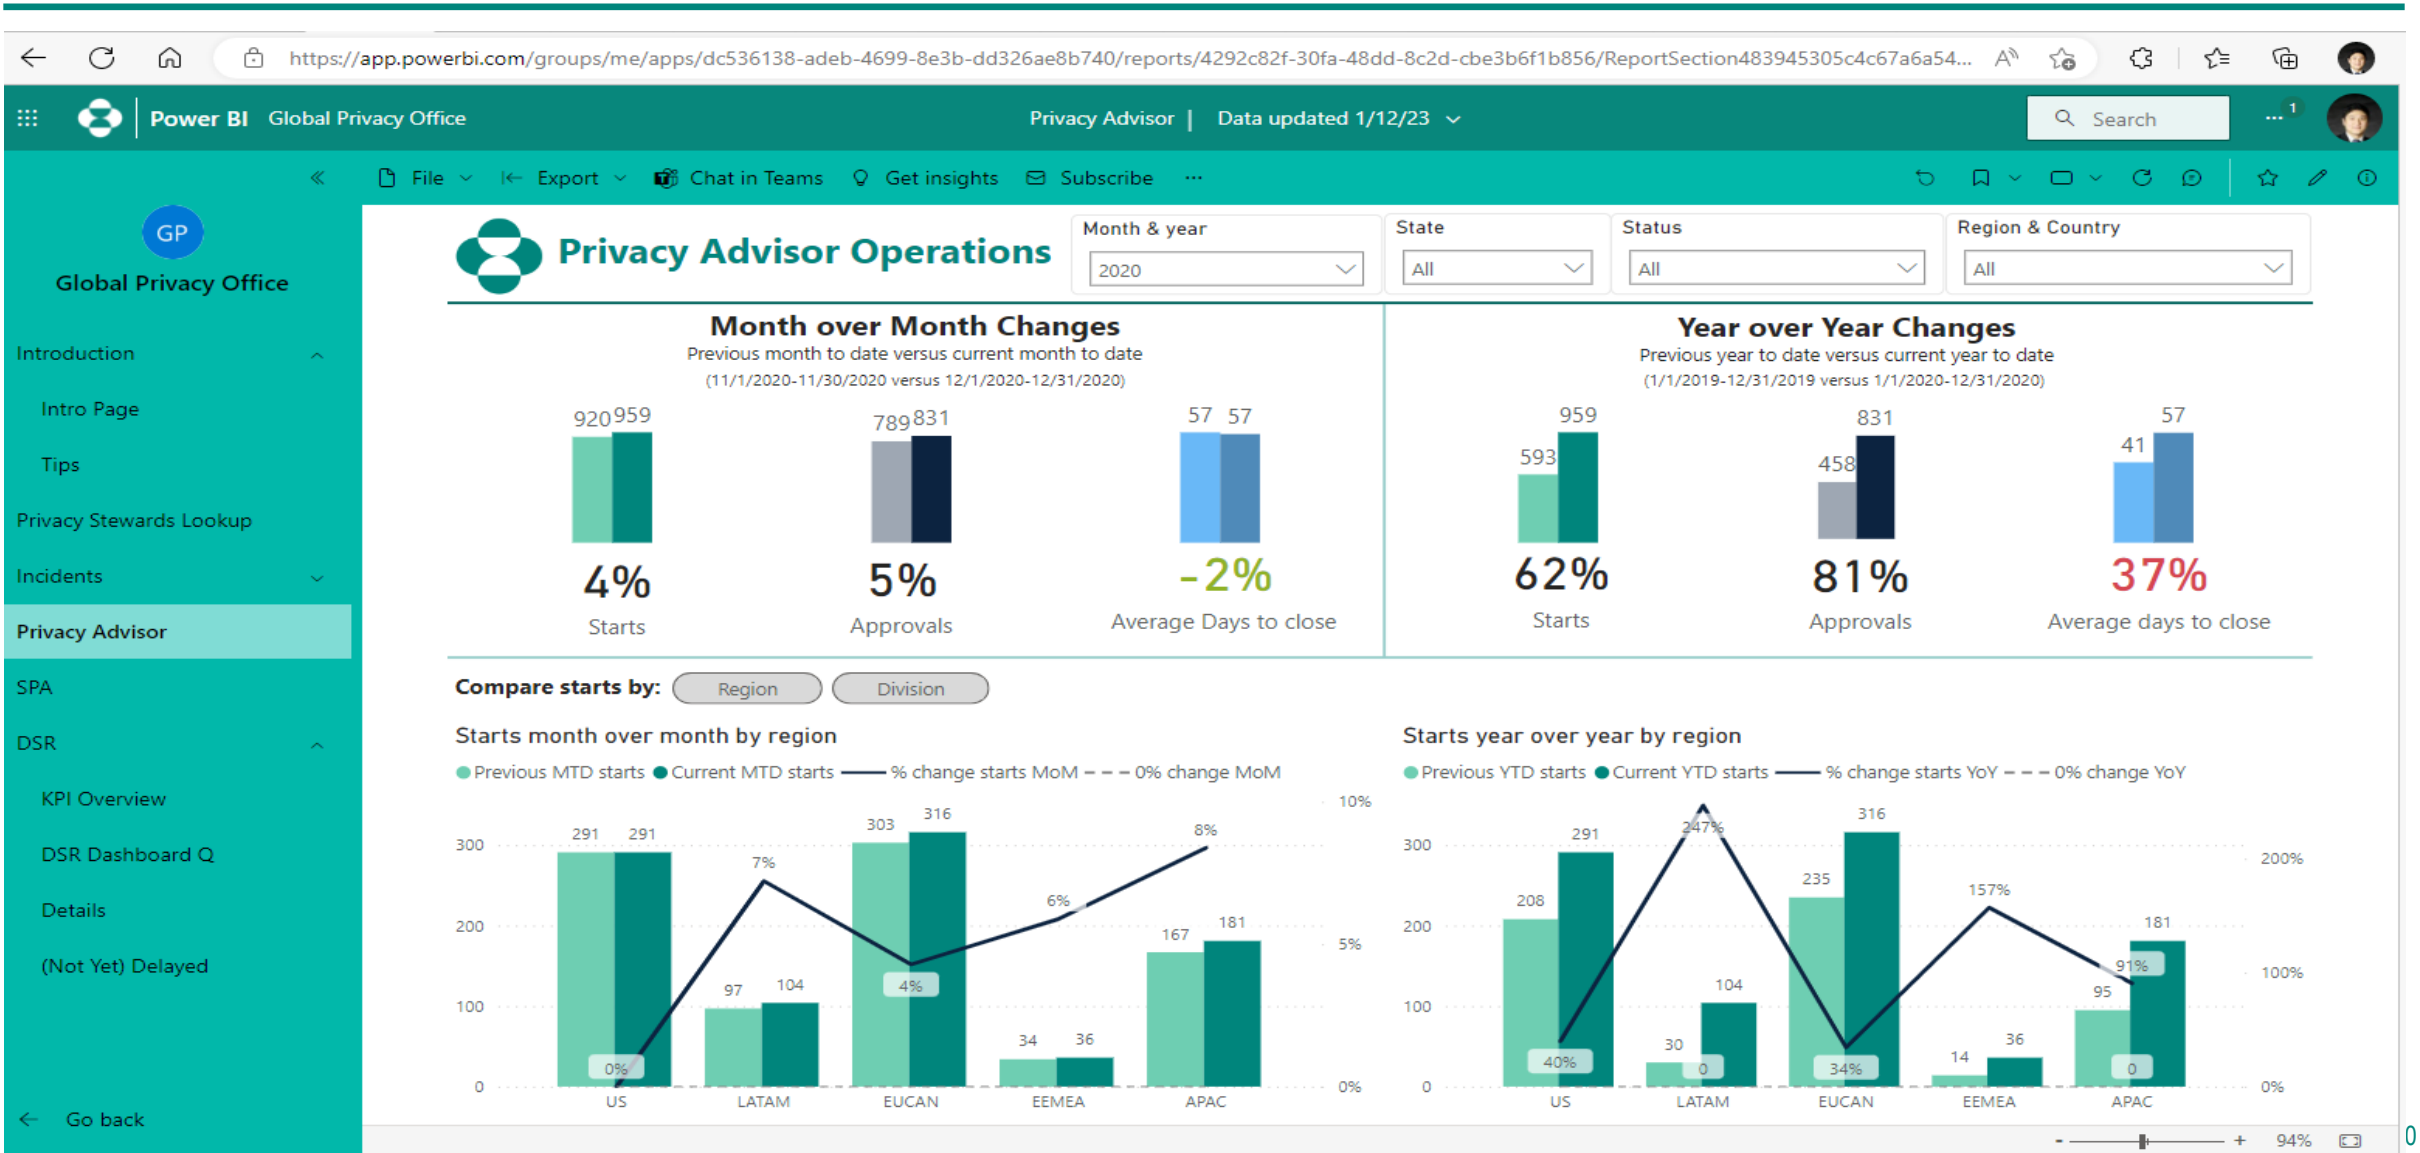 https://app.powerbi.com/groups/me/apps/dc536138-adeb-4699-8e3b-dd326ae8b740/reports/4292c82f-30fa-48dd-8c2d-cbe3b6f1b856/ReportSection483945305c4c67a6a54...
Power BI Global Privacy Office
Privacy Advisor | Data updated 1/12/23
Search
... 1
File Export Chat in Teams Get insights Subscribe ...
GP
Global Privacy Office
Introduction
Intro Page
Tips
Privacy Stewards Lookup
Incidents
Privacy Advisor
SPA
DSR
KPI Overview
DSR Dashboard Q
Details
(Not Yet) Delayed
Go back
Privacy Advisor Operations
Month & year
2020
State
All
Status
All
Region & Country
All
Month over Month Changes
Previous month to date versus current month to date
(11/1/2020-11/30/2020 versus 12/1/2020-12/31/2020)
920 959
789 831
57 57
4%
5%
-2%
Starts
Approvals
Average Days to close
Year over Year Changes
Previous year to date versus current year to date
(1/1/2019-12/31/2019 versus 1/1/2020-12/31/2020)
593 959
458 831
41 57
62%
81%
37%
Starts
Approvals
Average days to close
Compare starts by: Region Division
Starts month over month by region
Previous MTD starts Current MTD starts % change starts MoM 0% change MoM
300
200
100
0
10%
5%
0%
291 291
97 104
303 316
34 36
167 181
0%
7%
4%
6%
8%
US LATAM EUCAN EEMEA APAC
Starts year over year by region
Previous YTD starts Current YTD starts % change starts YoY 0% change YoY
300
200
100
0
200%
100%
0%
208 291
30 104
235 316
14 36
95 181
40%
247%
34%
157%
91%
0
0
US LATAM EUCAN EEMEA APAC
- + 94%
0